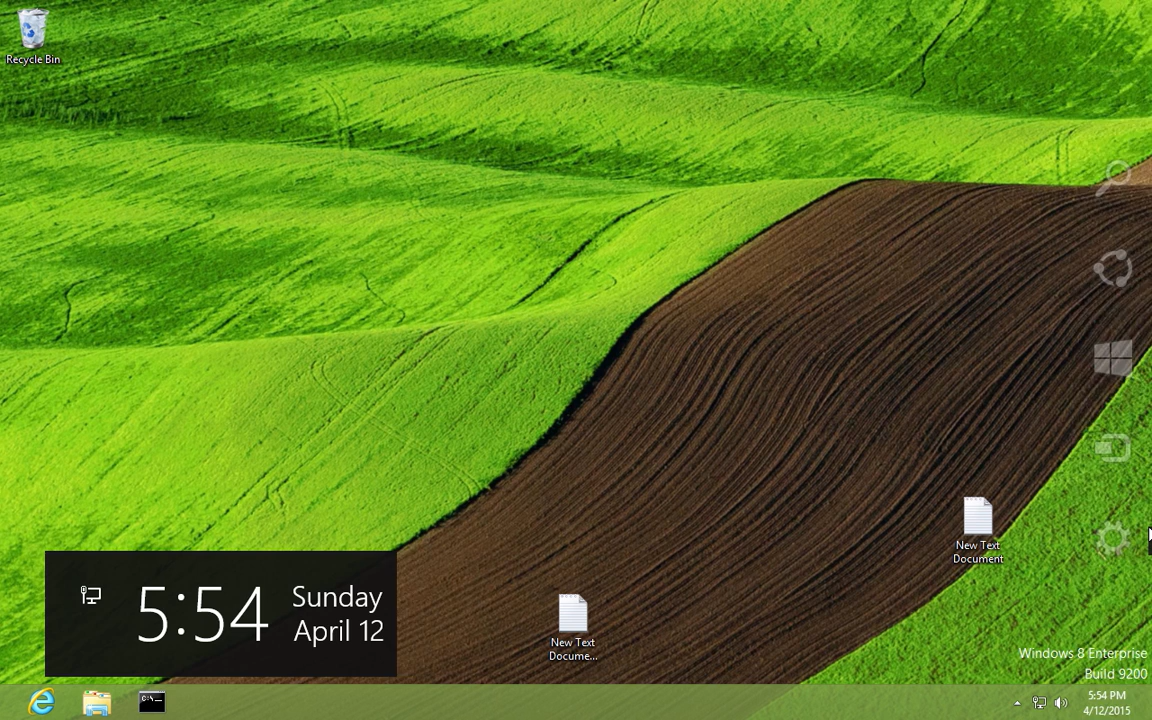 Recycle Bin
New Text
Document
5:54
Sunday
April 12
New Text
Docume...
Windows 8 Enterprise
Build 9200
C:\
5:54 PM
4/12/2015